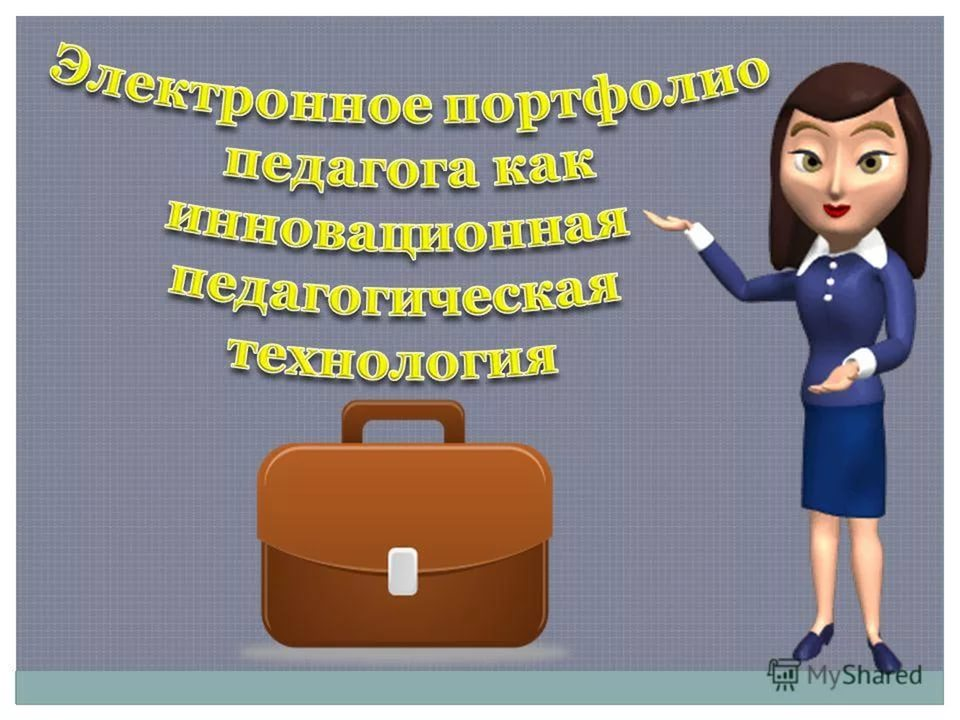 Электронное портфолио
педагога как
инновационная
педагогическая
технология
MyShared